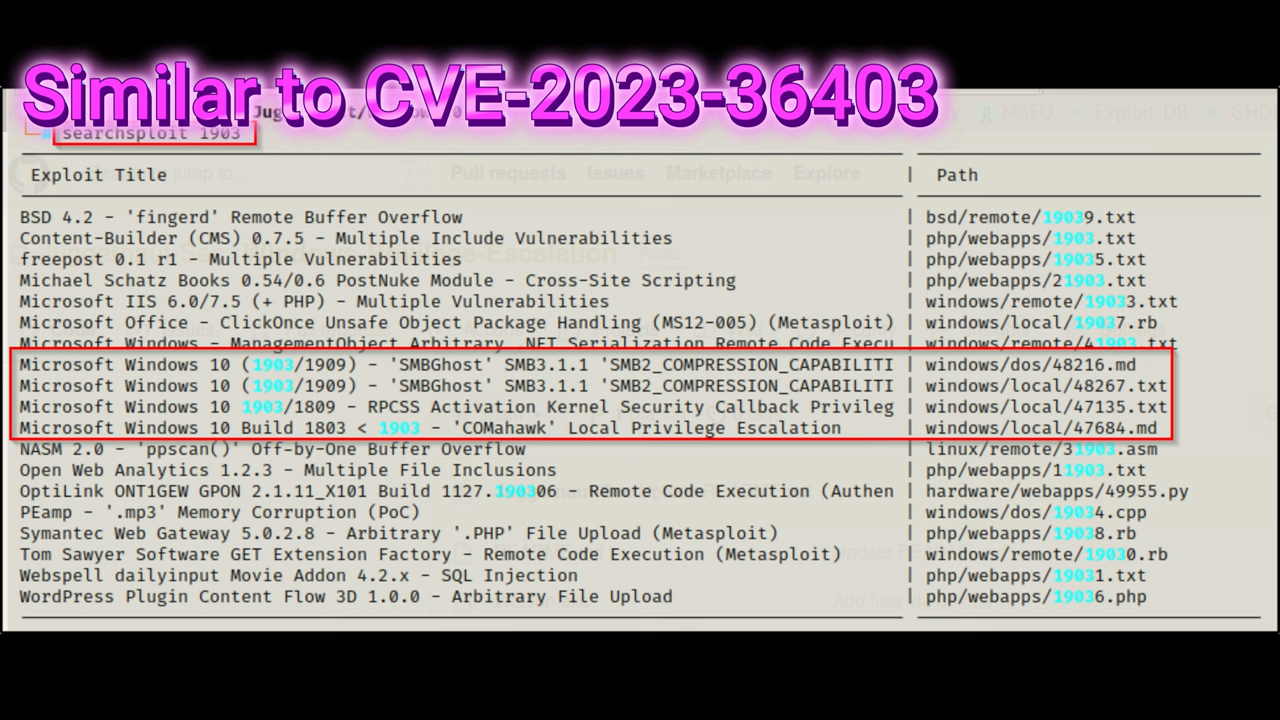 Similar to CVE-2023-36403
MSFU Exploit-DB GHD
searchsploit 1903
jump to... Pull requests Issues Marketplace Explore
Exploit Title | Path
BSD 4.2 - 'fingerd' Remote Buffer Overflow | bsd/remote/19039.txt
Content-Builder (CMS) 0.7.5 - Multiple Include Vulnerabilities | php/webapps/1903.txt
freepost 0.1 r1 - Multiple Vulnerabilities | php/webapps/19035.txt
Michael Schatz Books 0.54/0.6 PostNuke Module - Cross-Site Scripting | php/webapps/21903.txt
Microsoft IIS 6.0/7.5 (+ PHP) - Multiple Vulnerabilities | windows/remote/19033.txt
Microsoft Office - ClickOnce Unsafe Object Package Handling (MS12-005) (Metasploit) | windows/local/19037.rb
Microsoft Windows - ManagementObject Arbitrary .NET Serialization Remote Code Execu | windows/remote/41903.txt
Microsoft Windows 10 (1903/1909) - 'SMBGhost' SMB3.1.1 'SMB2_COMPRESSION_CAPABILITI | windows/dos/48216.md
Microsoft Windows 10 (1903/1909) - 'SMBGhost' SMB3.1.1 'SMB2_COMPRESSION_CAPABILITI | windows/local/48267.txt
Microsoft Windows 10 1903/1809 - RPCSS Activation Kernel Security Callback Privileg | windows/local/47135.txt
Microsoft Windows 10 Build 1803 < 1903 - 'COMahawk' Local Privilege Escalation | windows/local/47684.md
NASM 2.0 - 'ppscan()' Off-by-One Buffer Overflow | linux/remote/31903.asm
Open Web Analytics 1.2.3 - Multiple File Inclusions | php/webapps/11903.txt
OptiLink ONT1GEW GPON 2.1.11_X101 Build 1127.190306 - Remote Code Execution (Authen | hardware/webapps/49955.py
PEamp - '.mp3' Memory Corruption (PoC) | windows/dos/19034.cpp
Symantec Web Gateway 5.0.2.8 - Arbitrary '.PHP' File Upload (Metasploit) | php/webapps/19038.rb
Tom Sawyer Software GET Extension Factory - Remote Code Execution (Metasploit) | windows/remote/19030.rb
Webspell dailyinput Movie Addon 4.2.x - SQL Injection | php/webapps/19031.txt
WordPress Plugin Content Flow 3D 1.0.0 - Arbitrary File Upload | php/webapps/19036.php